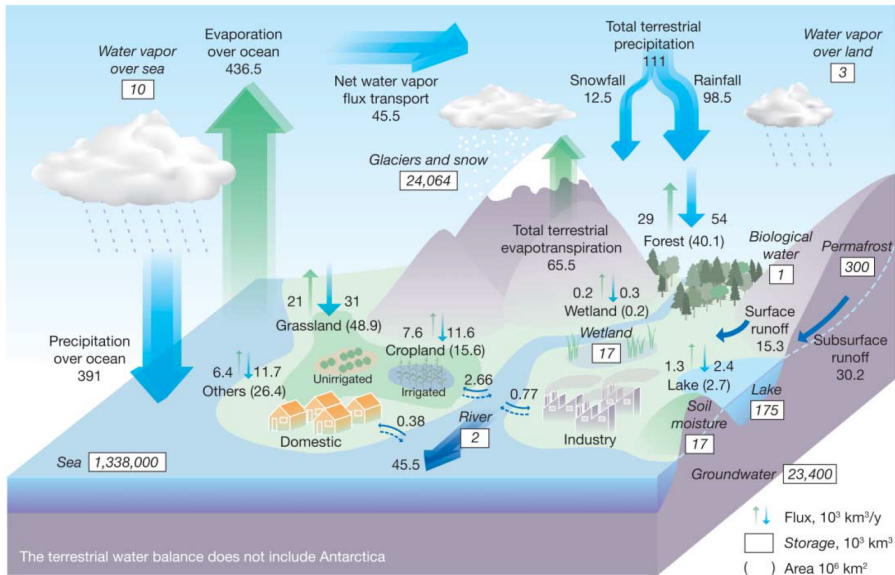 Water vapor
over sea
10
Evaporation
over ocean
436.5
Net water vapor
flux transport
45.5
Total terrestrial
precipitation
111
Snowfall
12.5
Rainfall
98.5
Water vapor
over land
3
Glaciers and snow
24,064
Total terrestrial
evapotranspiration
65.5
29 54
Forest (40.1)
Biological
water
1
Permafrost
300
Precipitation
over ocean
391
21 31
Grassland (48.9)
7.6 11.6
Cropland (15.6)
0.2 0.3
Wetland (0.2)
Wetland
17
Surface
runoff
15.3
Subsurface
runoff
30.2
6.4 11.7
Others (26.4)
Unirrigated
Irrigated
2.66
0.77
1.3 2.4
Lake (2.7)
Lake
175
Soil
moisture
17
Domestic
0.38
River
2
Industry
45.5
Sea 1,338,000
Groundwater 23,400
Flux, 10³ km³/y
Storage, 10³ km³
( ) Area 10⁶ km²
The terrestrial water balance does not include Antarctica